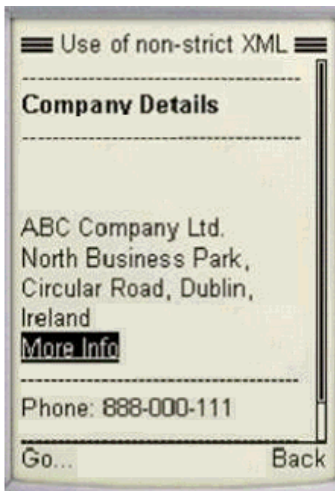 Use of non-strict XML
Company Details
ABC Company Ltd.
North Business Park,
Circular Road, Dublin,
Ireland
More Info
Phone: 888-000-111
Go... Back